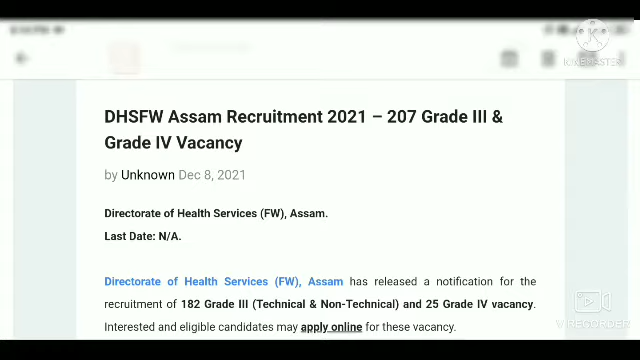 KINEMASTER
DHSFW Assam Recruitment 2021 – 207 Grade III &
Grade IV Vacancy
by Unknown Dec 8, 2021
Directorate of Health Services (FW), Assam.
Last Date: N/A.
Directorate of Health Services (FW), Assam has released a notification for the
recruitment of 182 Grade III (Technical & Non-Technical) and 25 Grade IV vacancy.
Interested and eligible candidates may apply online for these vacancy.
VIRECORDER